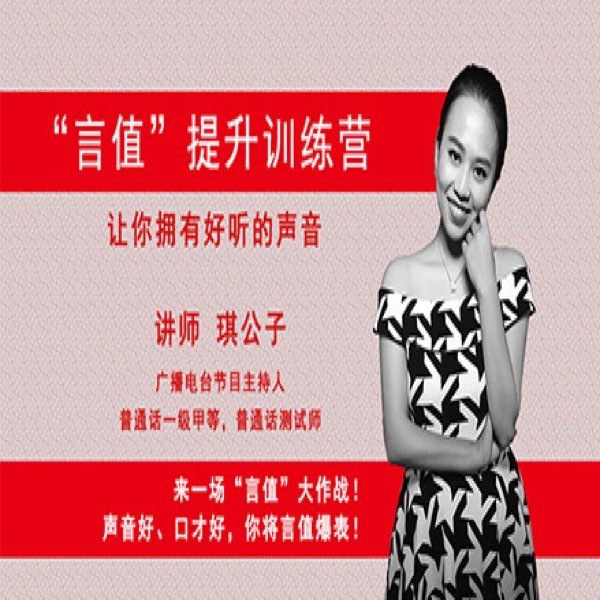 “言值”提升训练营
让你拥有好听的声音
讲师 琪公子
广播电台节目主持人
普通话一级甲等，普通话测试师
来一场“言值”大作战！
声音好、口才好，你将言值爆表！